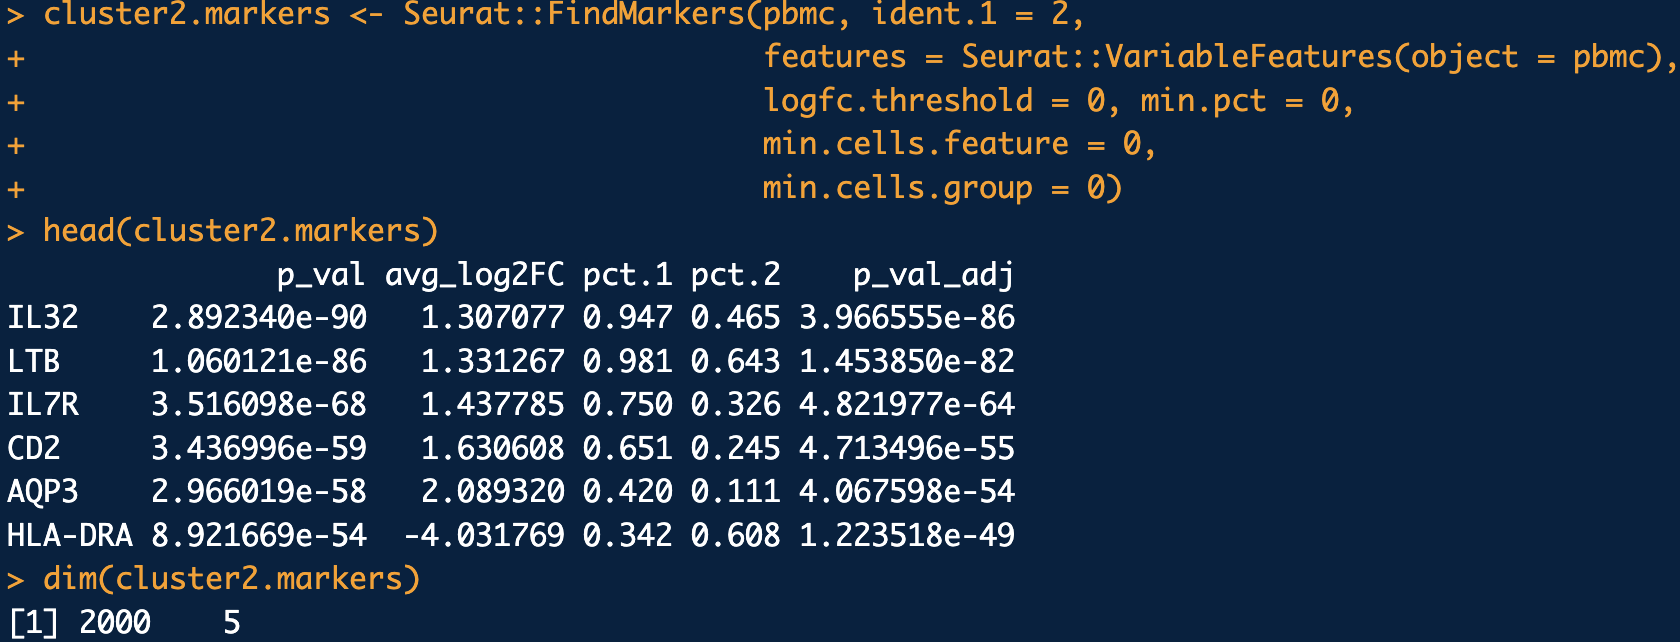 > cluster2.markers <- Seurat::FindMarkers(pbmc, ident.1 = 2,
+                                         features = Seurat::VariableFeatures(object = pbmc),
+                                         logfc.threshold = 0, min.pct = 0,
+                                         min.cells.feature = 0,
+                                         min.cells.group = 0)
> head(cluster2.markers)
               p_val avg_log2FC pct.1 pct.2    p_val_adj
IL32    2.892340e-90   1.307077 0.947 0.465 3.966555e-86
LTB     1.060121e-86   1.331267 0.981 0.643 1.453850e-82
IL7R    3.516098e-68   1.437785 0.750 0.326 4.821977e-64
CD2     3.436996e-59   1.630608 0.651 0.245 4.713496e-55
AQP3    2.966019e-58   2.089320 0.420 0.111 4.067598e-54
HLA-DRA 8.921669e-54  -4.031769 0.342 0.608 1.223518e-49
> dim(cluster2.markers)
[1] 2000    5